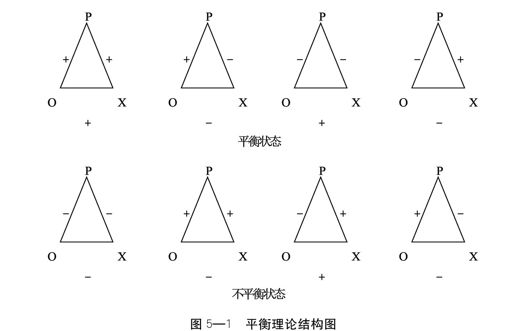 P P P P
+ + + − − − − +
O X O X O X O X
+ − + −
平衡状态
P P P P
− − + + − + + −
O X O X O X O X
− − + −
不平衡状态
图 5—1 平衡理论结构图